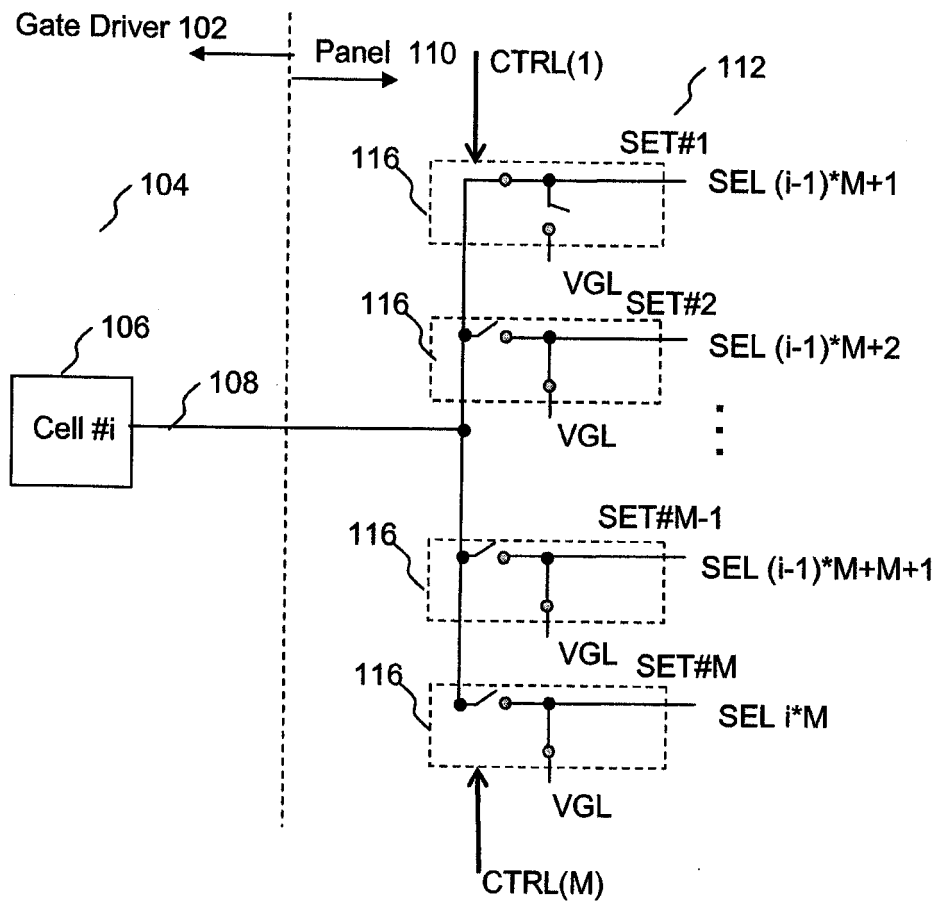 Gate Driver 102
Panel 110
CTRL(1)
112
SET#1
104
116
SEL (i-1)*M+1
VGL
SET#2
116
SEL (i-1)*M+2
106
108
Cell #i
VGL
SET#M-1
116
SEL (i-1)*M+M+1
VGL
SET#M
116
SEL i*M
VGL
CTRL(M)